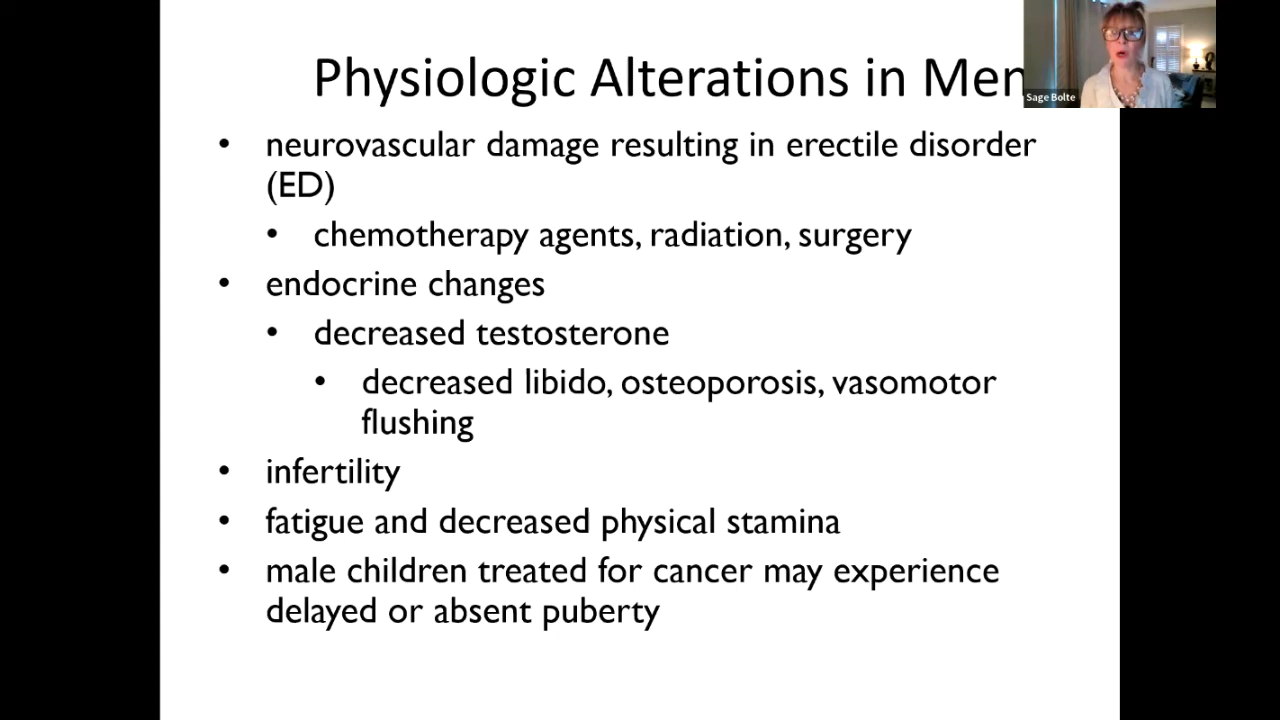 Physiologic Alterations in Men
Sage Bolte
• neurovascular damage resulting in erectile disorder
(ED)
• chemotherapy agents, radiation, surgery
• endocrine changes
• decreased testosterone
• decreased libido, osteoporosis, vasomotor
flushing
• infertility
• fatigue and decreased physical stamina
• male children treated for cancer may experience
delayed or absent puberty